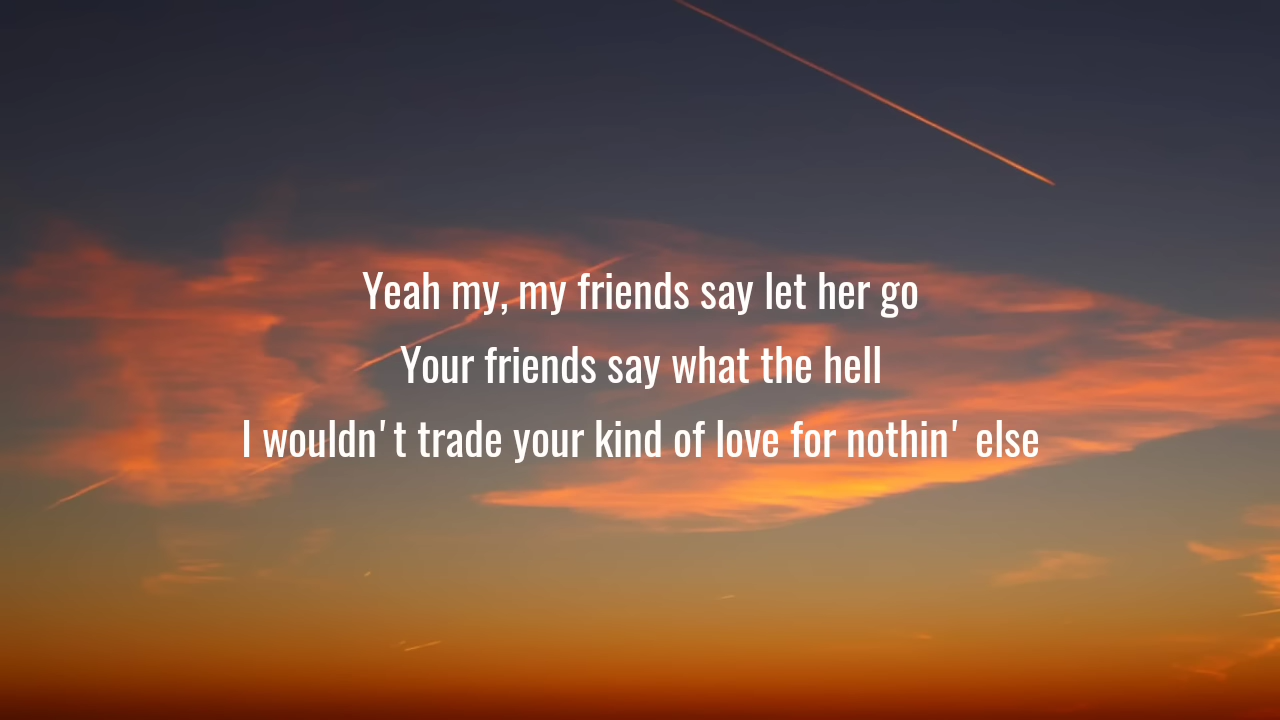 Yeah my, my friends say let her go
Your friends say what the hell
I wouldn't trade your kind of love for nothin' else